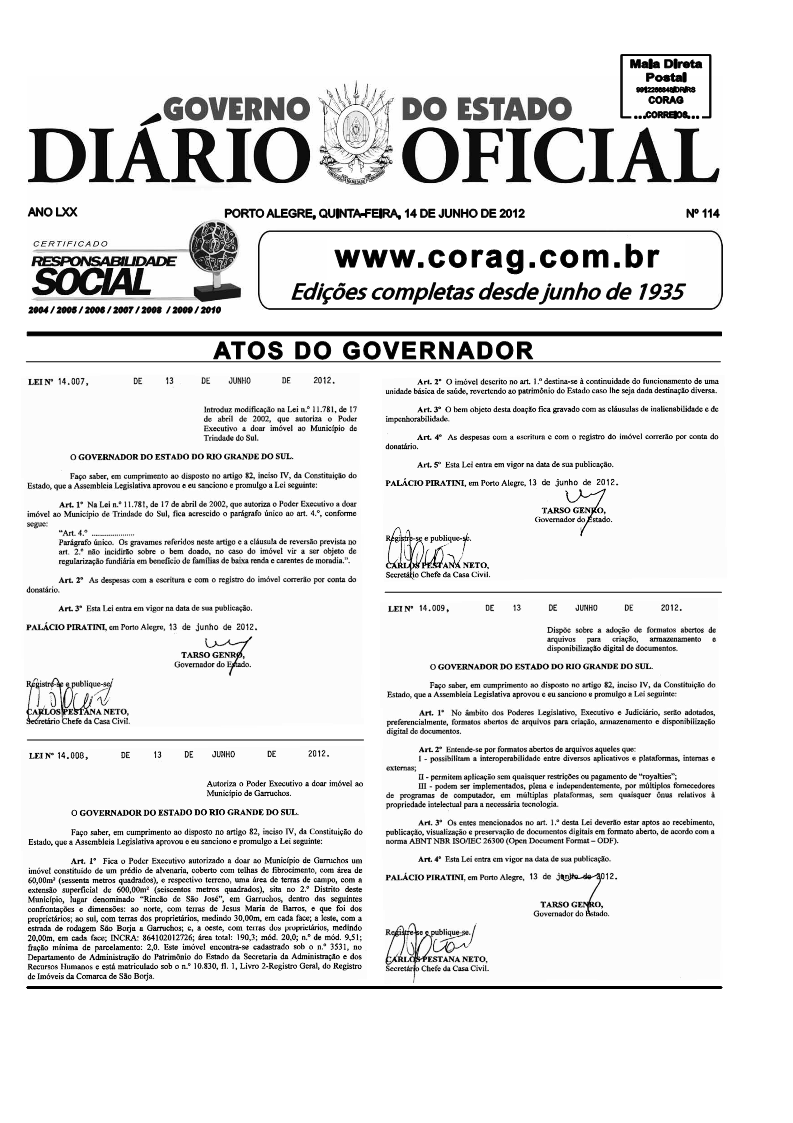 Mala Direta
Postal
9912256648/DR/RS
CORAG
...CORREIOS...
GOVERNO DO ESTADO
DIÁRIO OFICIAL
ANO LXX
PORTO ALEGRE, QUINTA-FEIRA, 14 DE JUNHO DE 2012
Nº 114
CERTIFICADO
RESPONSABILIDADE
SOCIAL
2004 / 2005 / 2006 / 2007 / 2008 / 2009 / 2010
www.corag.com.br
Edições completas desde junho de 1935
ATOS DO GOVERNADOR
LEI Nº 14.007, DE 13 DE JUNHO DE 2012.
Introduz modificação na Lei n.º 11.781, de 17
de abril de 2002, que autoriza o Poder
Executivo a doar imóvel ao Município de
Trindade do Sul.
O GOVERNADOR DO ESTADO DO RIO GRANDE DO SUL.
Faço saber, em cumprimento ao disposto no artigo 82, inciso IV, da Constituição do
Estado, que a Assembleia Legislativa aprovou e eu sanciono e promulgo a Lei seguinte:
Art. 1º Na Lei n.º 11.781, de 17 de abril de 2002, que autoriza o Poder Executivo a doar
imóvel ao Município de Trindade do Sul, fica acrescido o parágrafo único ao art. 4.º, conforme
segue:
“Art. 4.º .....................
Parágrafo único. Os gravames referidos neste artigo e a cláusula de reversão prevista no
art. 2.º não incidirão sobre o bem doado, no caso do imóvel vir a ser objeto de
regularização fundiária em benefício de famílias de baixa renda e carentes de moradia.”.
Art. 2º As despesas com a escritura e com o registro do imóvel correrão por conta do
donatário.
Art. 3º Esta Lei entra em vigor na data de sua publicação.
PALÁCIO PIRATINI, em Porto Alegre, 13 de junho de 2012.
TARSO GENRO,
Governador do Estado.
Registre-se e publique-se.
CARLOS PESTANA NETO,
Secretário Chefe da Casa Civil.
LEI Nº 14.008, DE 13 DE JUNHO DE 2012.
Autoriza o Poder Executivo a doar imóvel ao
Município de Garruchos.
O GOVERNADOR DO ESTADO DO RIO GRANDE DO SUL.
Faço saber, em cumprimento ao disposto no artigo 82, inciso IV, da Constituição do
Estado, que a Assembleia Legislativa aprovou e eu sanciono e promulgo a Lei seguinte:
Art. 1º Fica o Poder Executivo autorizado a doar ao Município de Garruchos um
imóvel constituído de um prédio de alvenaria, coberto com telhas de fibrocimento, com área de
60,00m² (sessenta metros quadrados), e respectivo terreno, uma área de terras de campo, com a
extensão superficial de 600,00m² (seiscentos metros quadrados), sita no 2.º Distrito deste
Município, lugar denominado “Rincão de São José”, em Garruchos, dentro das seguintes
confrontações e dimensões: ao norte, com terras de Jesus Maria de Barros, e que foi dos
proprietários; ao sul, com terras dos proprietários, medindo 30,00m, em cada face; a leste, com a
estrada de rodagem São Borja a Garruchos; e, a oeste, com terras dos proprietários, medindo
20,00m, em cada face; INCRA: 864102012726; área total: 190,3; mód. 20,0; n.º de mód. 9,51;
fração mínima de parcelamento: 2,0. Este imóvel encontra-se cadastrado sob o n.º 3531, no
Departamento de Administração do Patrimônio do Estado da Secretaria da Administração e dos
Recursos Humanos e está matriculado sob o n.º 10.830, fl. 1, Livro 2-Registro Geral, do Registro
de Imóveis da Comarca de São Borja.
Art. 2º O imóvel descrito no art. 1.º destina-se à continuidade do funcionamento de uma
unidade básica de saúde, revertendo ao patrimônio do Estado caso lhe seja dada destinação diversa.
Art. 3º O bem objeto desta doação fica gravado com as cláusulas de inalienabilidade e de
impenhorabilidade.
Art. 4º As despesas com a escritura e com o registro do imóvel correrão por conta do
donatário.
Art. 5º Esta Lei entra em vigor na data de sua publicação.
PALÁCIO PIRATINI, em Porto Alegre, 13 de junho de 2012.
TARSO GENRO,
Governador do Estado.
Registre-se e publique-se.
CARLOS PESTANA NETO,
Secretário Chefe da Casa Civil.
LEI Nº 14.009, DE 13 DE JUNHO DE 2012.
Dispõe sobre a adoção de formatos abertos de
arquivos para criação, armazenamento e
disponibilização digital de documentos.
O GOVERNADOR DO ESTADO DO RIO GRANDE DO SUL.
Faço saber, em cumprimento ao disposto no artigo 82, inciso IV, da Constituição do
Estado, que a Assembleia Legislativa aprovou e eu sanciono e promulgo a Lei seguinte:
Art. 1º No âmbito dos Poderes Legislativo, Executivo e Judiciário, serão adotados,
preferencialmente, formatos abertos de arquivos para criação, armazenamento e disponibilização
digital de documentos.
Art. 2º Entende-se por formatos abertos de arquivos aqueles que:
I - possibilitam a interoperabilidade entre diversos aplicativos e plataformas, internas e
externas;
II - permitem aplicação sem quaisquer restrições ou pagamento de “royalties”;
III - podem ser implementados, plena e independentemente, por múltiplos fornecedores
de programas de computador, em múltiplas plataformas, sem quaisquer ônus relativos à
propriedade intelectual para a necessária tecnologia.
Art. 3º Os entes mencionados no art. 1.º desta Lei deverão estar aptos ao recebimento,
publicação, visualização e preservação de documentos digitais em formato aberto, de acordo com a
norma ABNT NBR ISO/IEC 26300 (Open Document Format – ODF).
Art. 4º Esta Lei entra em vigor na data de sua publicação.
PALÁCIO PIRATINI, em Porto Alegre, 13 de junho de 2012.
TARSO GENRO,
Governador do Estado.
Registre-se e publique-se.
CARLOS PESTANA NETO,
Secretário Chefe da Casa Civil.